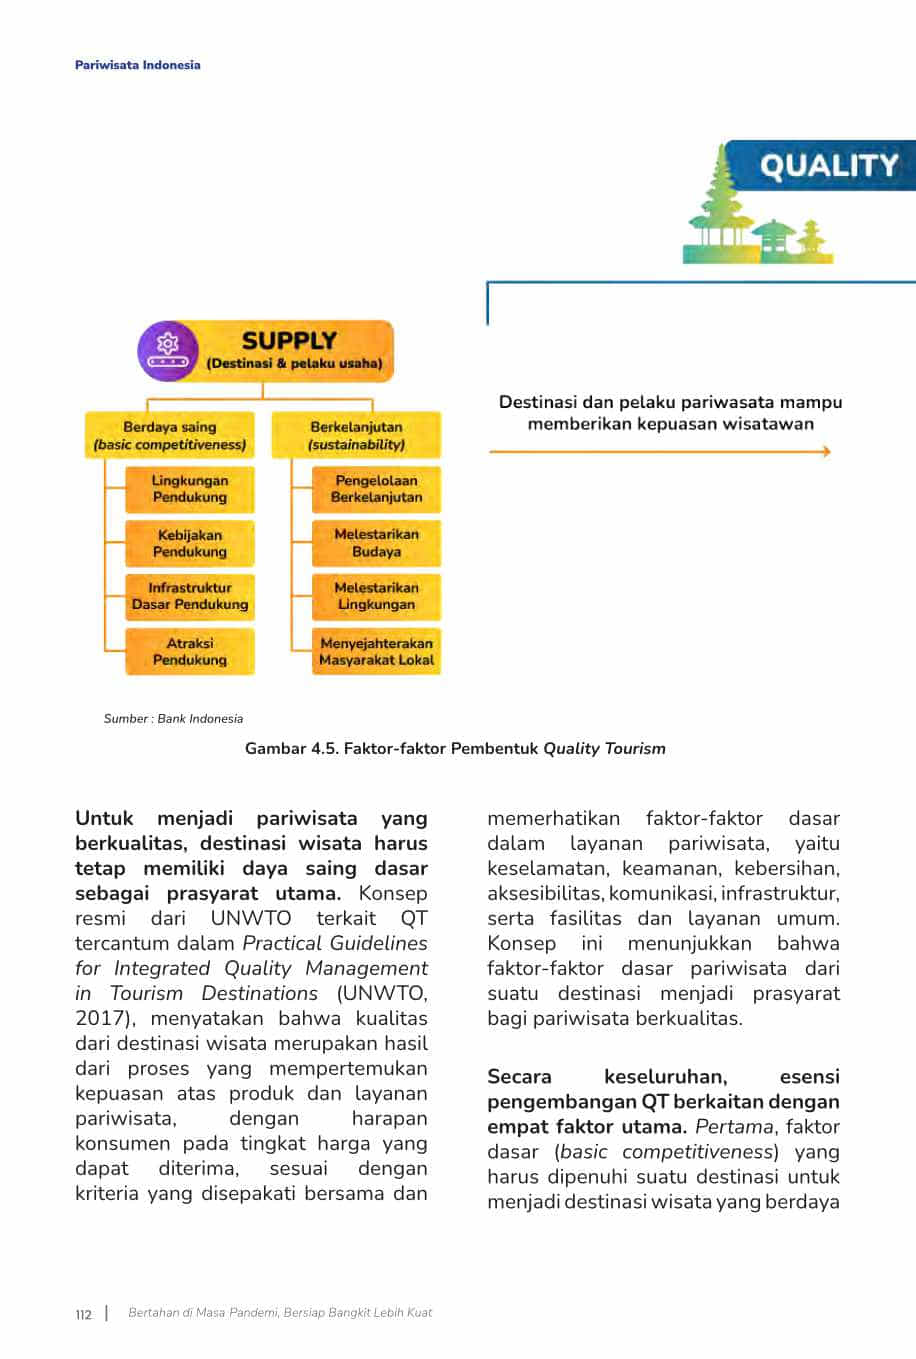 Pariwisata Indonesia
QUALITY
SUPPLY
(Destinasi & pelaku usaha)
Berdaya saing
(basic competitiveness)
Lingkungan
Pendukung
Kebijakan
Pendukung
Infrastruktur
Dasar Pendukung
Atraksi
Pendukung
Berkelanjutan
(sustainability)
Pengelolaan
Berkelanjutan
Melestarikan
Budaya
Melestarikan
Lingkungan
Menyejahterakan
Masyarakat Lokal
Destinasi dan pelaku pariwasata mampu
memberikan kepuasan wisatawan
Sumber : Bank Indonesia
Gambar 4.5. Faktor-faktor Pembentuk Quality Tourism
Untuk menjadi pariwisata yang
berkualitas, destinasi wisata harus
tetap memiliki daya saing dasar
sebagai prasyarat utama. Konsep
resmi dari UNWTO terkait QT
tercantum dalam Practical Guidelines
for Integrated Quality Management
in Tourism Destinations (UNWTO,
2017), menyatakan bahwa kualitas
dari destinasi wisata merupakan hasil
dari proses yang mempertemukan
kepuasan atas produk dan layanan
pariwisata, dengan harapan
konsumen pada tingkat harga yang
dapat diterima, sesuai dengan
kriteria yang disepakati bersama dan
memerhatikan faktor-faktor dasar
dalam layanan pariwisata, yaitu
keselamatan, keamanan, kebersihan,
aksesibilitas, komunikasi, infrastruktur,
serta fasilitas dan layanan umum.
Konsep ini menunjukkan bahwa
faktor-faktor dasar pariwisata dari
suatu destinasi menjadi prasyarat
bagi pariwisata berkualitas.
Secara keseluruhan, esensi
pengembangan QT berkaitan dengan
empat faktor utama. Pertama, faktor
dasar (basic competitiveness) yang
harus dipenuhi suatu destinasi untuk
menjadi destinasi wisata yang berdaya
112 | Bertahan di Masa Pandemi, Bersiap Bangkit Lebih Kuat